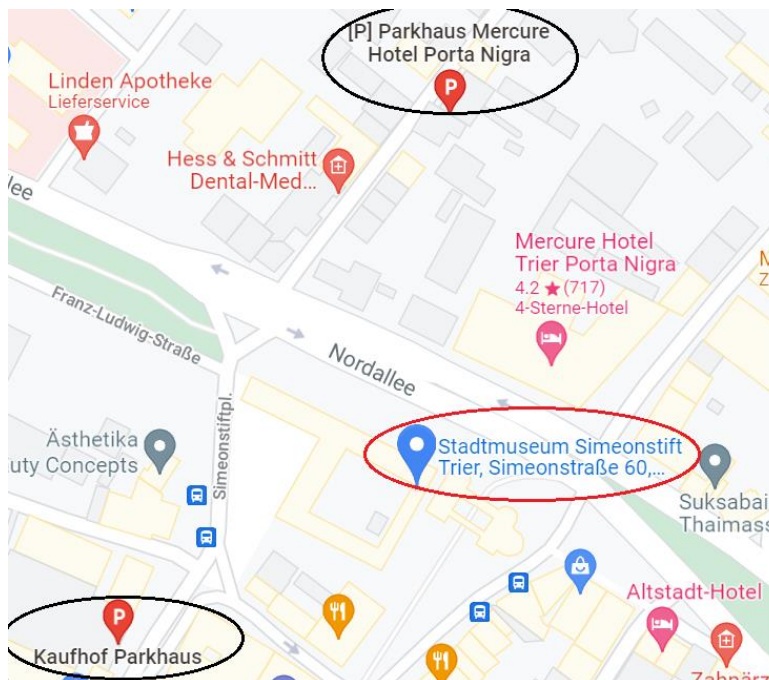 [P] Parkhaus Mercure
Hotel Porta Nigra
P
Linden Apotheke
Lieferservice
Hess & Schmitt
Dental-Med...
Mercure Hotel
Trier Porta Nigra
4.2 ★ (717)
4-Sterne-Hotel
M
Z
llee
Franz-Ludwig-Straße
Nordallee
Simeonstiftpl.
Ästhetika
uty Concepts
Stadtmuseum Simeonstift
Trier, Simeonstraße 60,...
Suksabai
Thaimass
P
Kaufhof Parkhaus
Altstadt-Hotel
Zahnärz